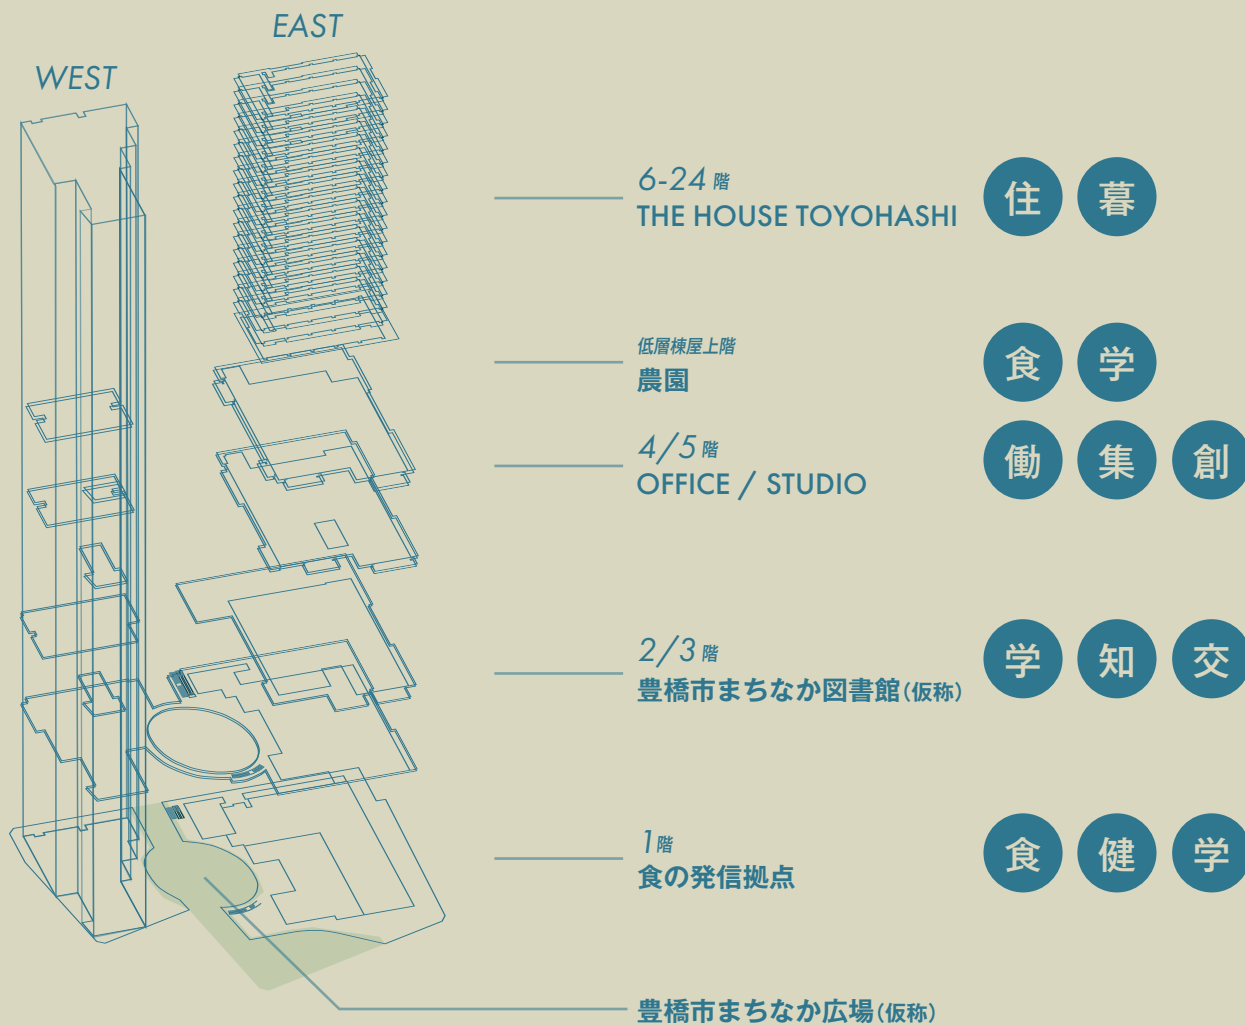 EAST
WEST
6-24 階
THE HOUSE TOYOHASHI
住 暮
低層棟屋上階
農園
食 学
4/5 階
OFFICE / STUDIO
働 集 創
2/3 階
豊橋市まちなか図書館(仮称)
学 知 交
1階
食の発信拠点
食 健 学
豊橋市まちなか広場(仮称)